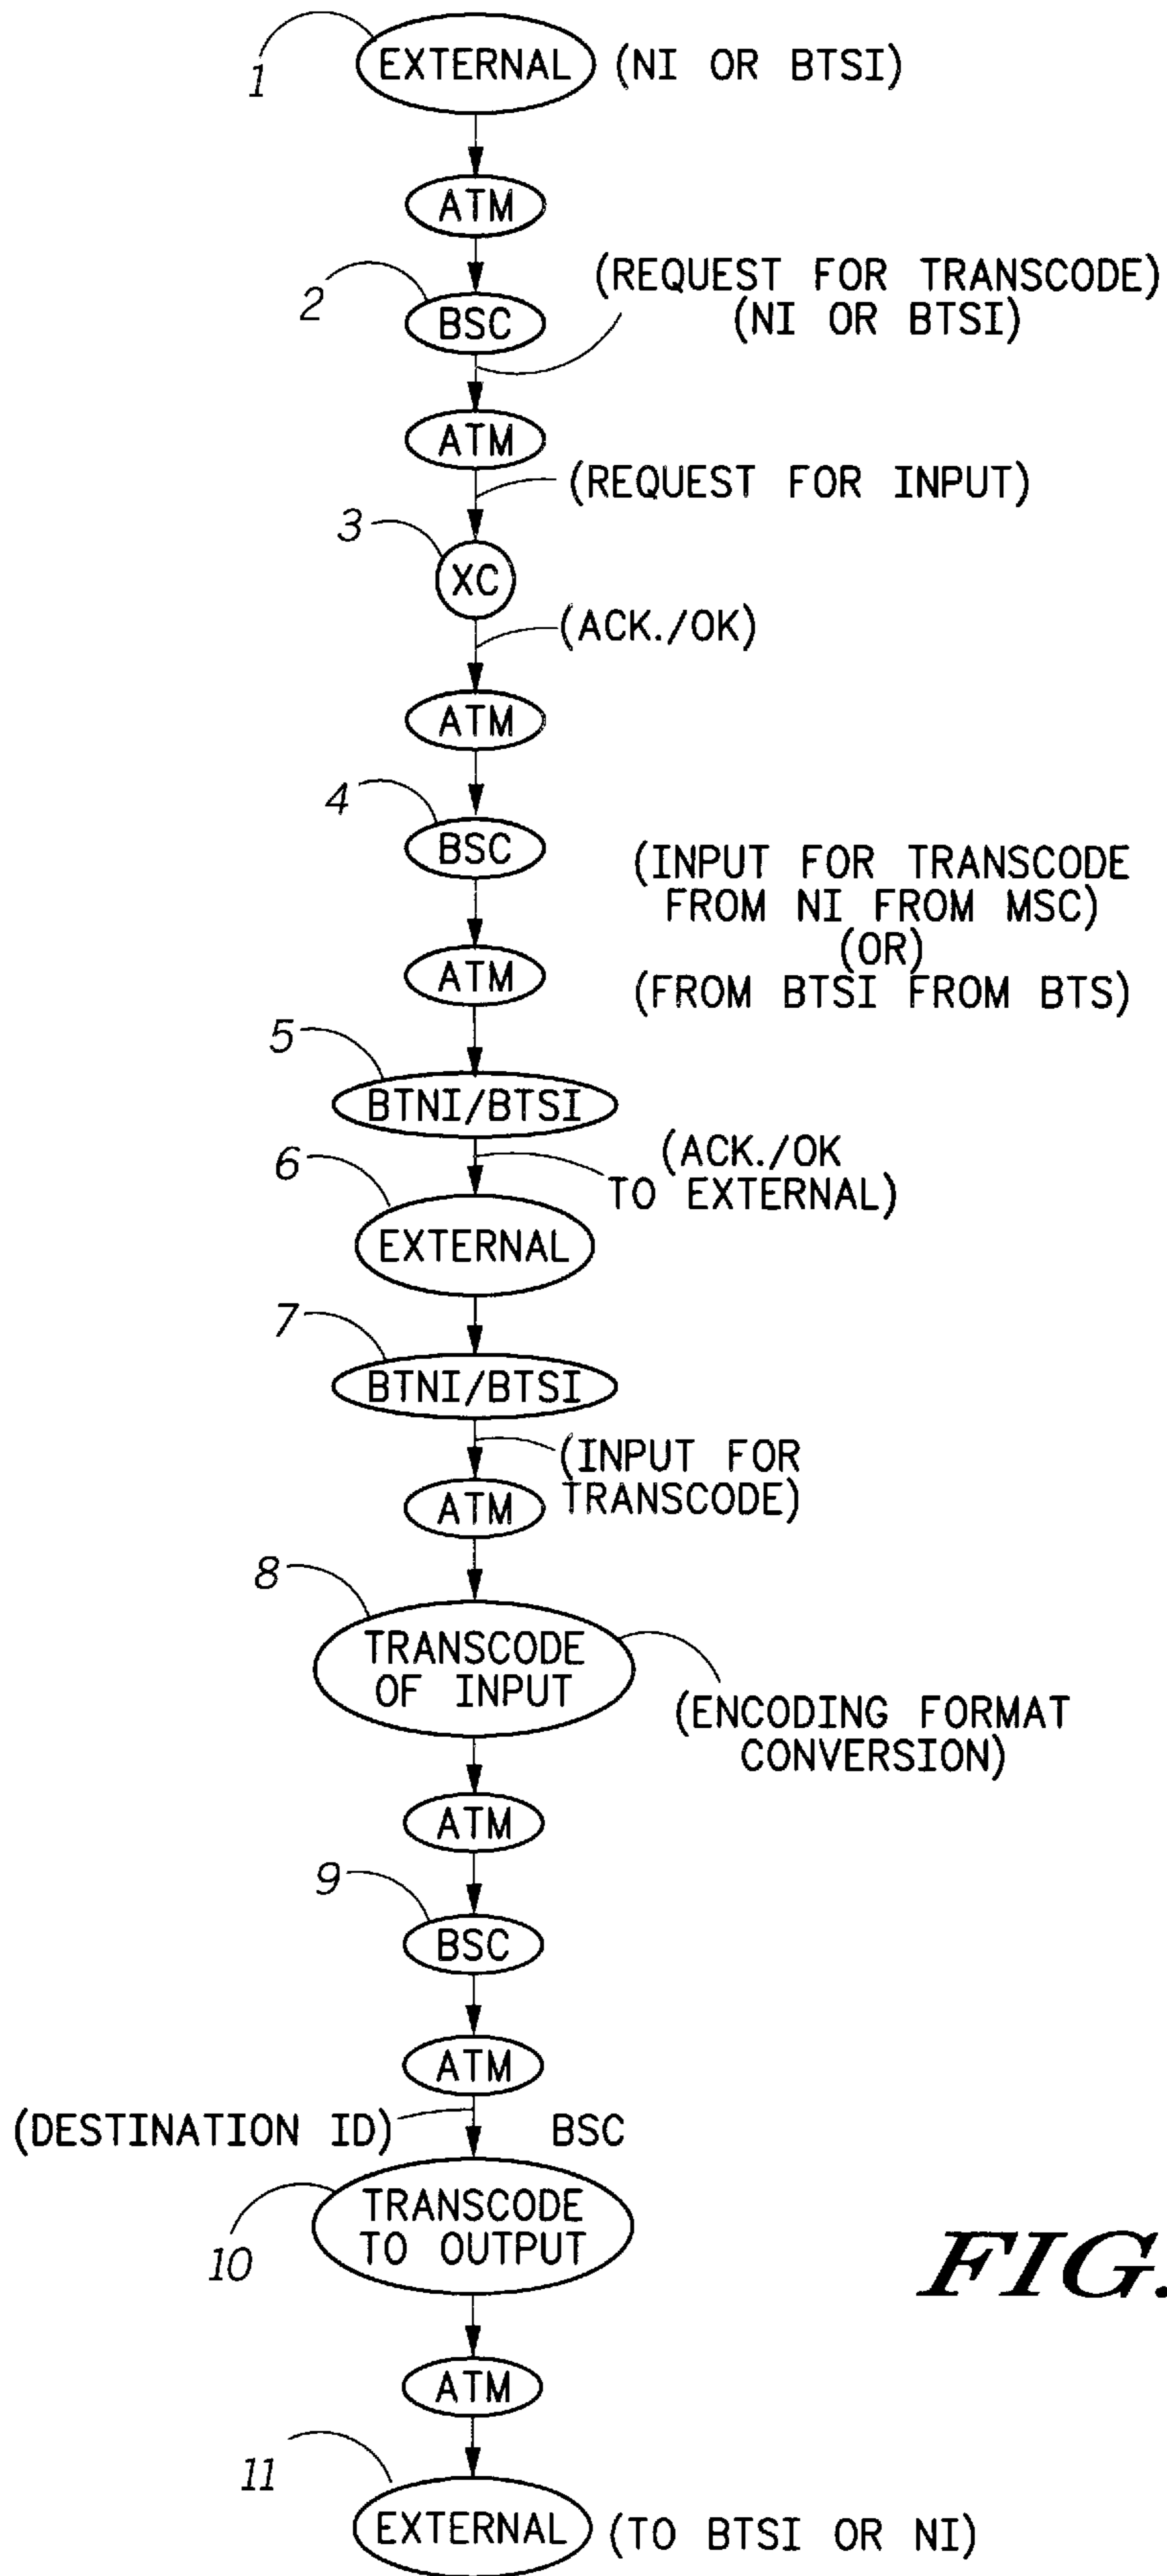 1
EXTERNAL (NI OR BTSI)
ATM
2
BSC
(REQUEST FOR TRANSCODE)
(NI OR BTSI)
ATM
(REQUEST FOR INPUT)
3
XC
(ACK./OK)
ATM
4
BSC
(INPUT FOR TRANSCODE
FROM NI FROM MSC)
(OR)
(FROM BTSI FROM BTS)
ATM
5
BTNI/BTSI
(ACK./OK
TO EXTERNAL)
6
EXTERNAL
7
BTNI/BTSI
(INPUT FOR
TRANSCODE)
ATM
8
TRANSCODE
OF INPUT
(ENCODING FORMAT
CONVERSION)
ATM
9
BSC
ATM
(DESTINATION ID) BSC
10
TRANSCODE
TO OUTPUT
FIG.
ATM
11
EXTERNAL (TO BTSI OR NI)